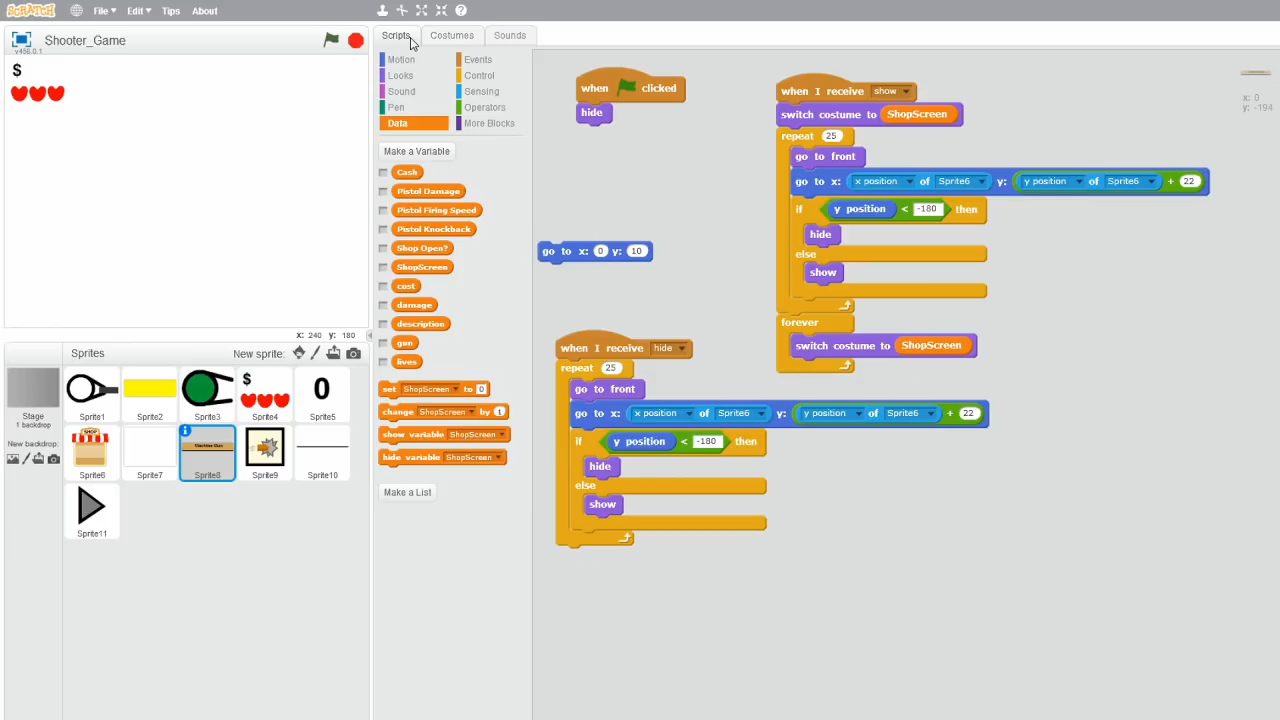 SCRATCH File Edit Tips About
Shooter_Game
v458.0.1
$
x: 240 y: 180
Sprites New sprite:
Stage
1 backdrop
New backdrop:
Sprite1 Sprite2 Sprite3 $ Sprite4 0 Sprite5
SHOP Sprite6 Sprite7 Machine Gun Sprite8 Sprite9 Sprite10
Sprite11
Scripts Costumes Sounds
Motion Events
Looks Control
Sound Sensing
Pen Operators
Data More Blocks
Make a Variable
Cash
Pistol Damage
Pistol Firing Speed
Pistol Knockback
Shop Open?
ShopScreen
cost
damage
description
gun
lives
set ShopScreen to 0
change ShopScreen by 1
show variable ShopScreen
hide variable ShopScreen
Make a List
when clicked
hide
go to x: 0 y: 10
when I receive hide
repeat 25
go to front
go to x: x position of Sprite6 y: y position of Sprite6 + 22
if y position < -180 then
hide
else
show
when I receive show
switch costume to ShopScreen
repeat 25
go to front
go to x: x position of Sprite6 y: y position of Sprite6 + 22
if y position < -180 then
hide
else
show
forever
switch costume to ShopScreen
x: 0
y: -194